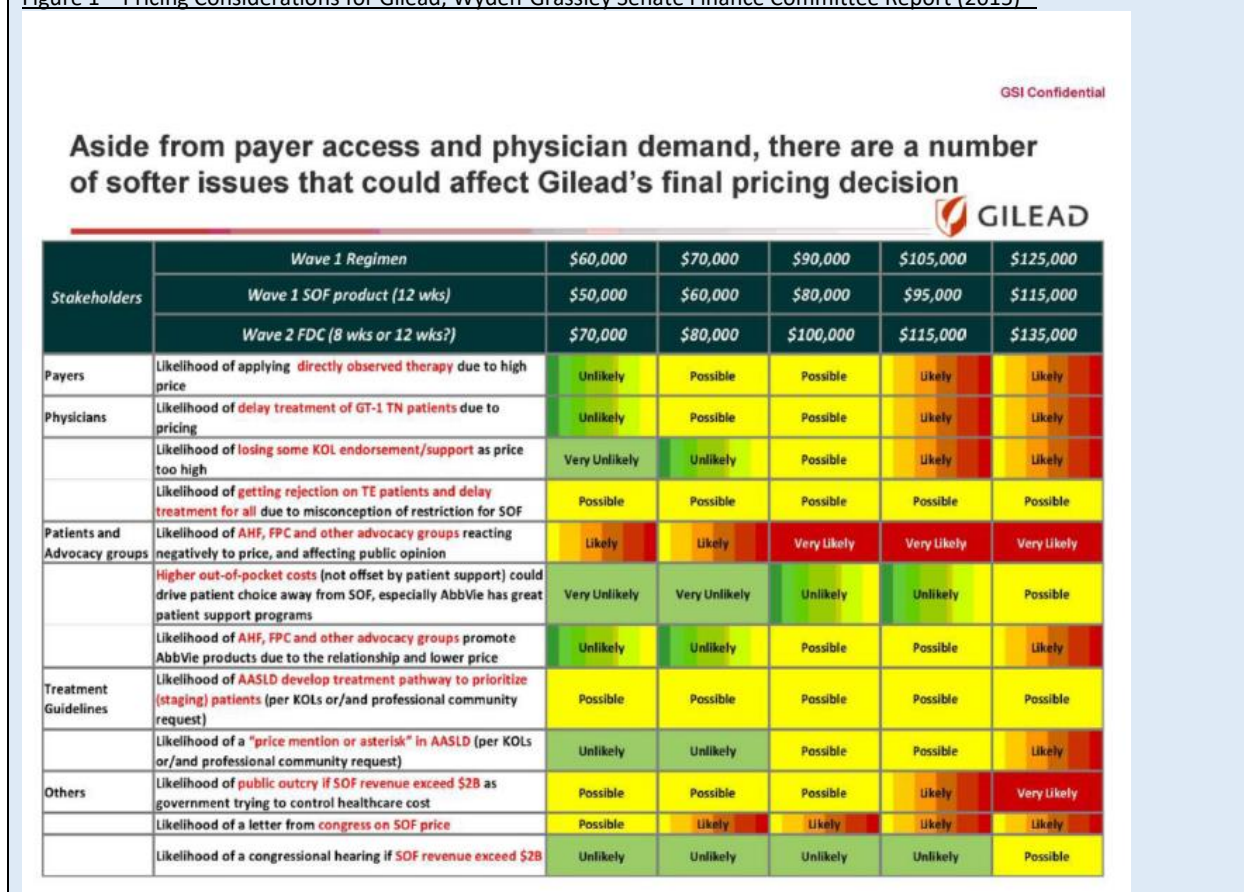 Figure 1 – Pricing Considerations for Gilead, Wyden-Grassley Senate Finance Committee Report (2015)
GSI Confidential
Aside from payer access and physician demand, there are a number
of softer issues that could affect Gilead's final pricing decision
GILEAD
Stakeholders
Wave 1 Regimen $60,000 $70,000 $90,000 $105,000 $125,000
Wave 1 SOF product (12 wks) $50,000 $60,000 $80,000 $95,000 $115,000
Wave 2 FDC (8 wks or 12 wks?) $70,000 $80,000 $100,000 $115,000 $135,000
Payers
Likelihood of applying directly observed therapy due to high
price
Unlikely Possible Possible Likely Likely
Physicians
Likelihood of delay treatment of GT-1 TN patients due to
pricing
Unlikely Possible Possible Likely Likely
Likelihood of losing some KOL endorsement/support as price
too high
Very Unlikely Unlikely Possible Likely Likely
Likelihood of getting rejection on TE patients and delay
treatment for all due to misconception of restriction for SOF
Possible Possible Possible Possible Possible
Patients and
Advocacy groups
Likelihood of AHF, FPC and other advocacy groups reacting
negatively to price, and affecting public opinion
Likely Likely Very Likely Very Likely Very Likely
Higher out-of-pocket costs (not offset by patient support) could
drive patient choice away from SOF, especially AbbVie has great
patient support programs
Very Unlikely Very Unlikely Unlikely Unlikely Possible
Likelihood of AHF, FPC and other advocacy groups promote
AbbVie products due to the relationship and lower price
Unlikely Unlikely Possible Possible Likely
Treatment
Guidelines
Likelihood of AASLD develop treatment pathway to prioritize
(staging) patients (per KOLs or/and professional community
request)
Possible Possible Possible Possible Possible
Likelihood of a "price mention or asterisk" in AASLD (per KOLs
or/and professional community request)
Unlikely Unlikely Possible Possible Likely
Others
Likelihood of public outcry if SOF revenue exceed $2B as
government trying to control healthcare cost
Possible Possible Possible Likely Very Likely
Likelihood of a letter from congress on SOF price
Possible Likely Likely Likely Likely
Likelihood of a congressional hearing if SOF revenue exceed $2B
Unlikely Unlikely Unlikely Unlikely Possible